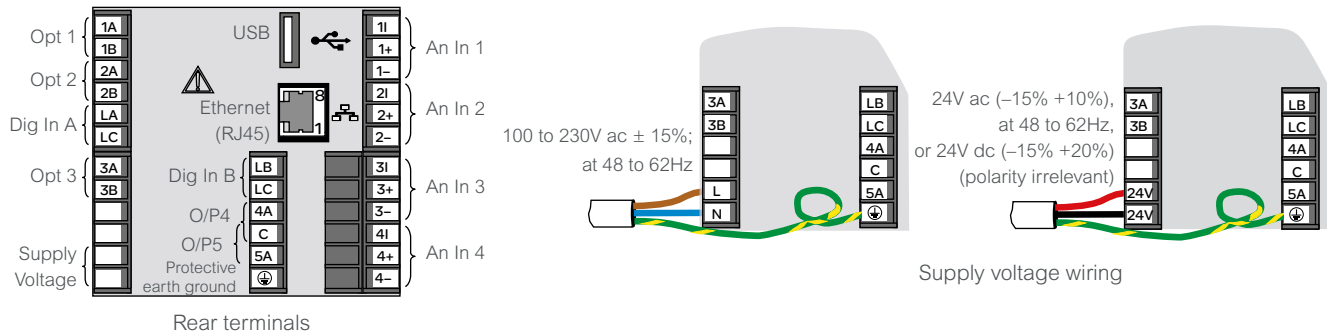 Opt 1
Opt 2
Dig In A
Opt 3
Supply
Voltage
1A
1B
2A
2B
LA
LC
3A
3B
USB
Ethernet
(RJ45)
8
1
Dig In B
O/P4
O/P5
Protective
earth ground
LB
LC
4A
C
5A
1I
1+
1–
2I
2+
2–
3I
3+
3–
4I
4+
4–
An In 1
An In 2
An In 3
An In 4
Rear terminals
100 to 230V ac ± 15%;
at 48 to 62Hz
3A
3B
L
N
LB
LC
4A
C
5A
24V ac (–15% +10%),
at 48 to 62Hz,
or 24V dc (–15% +20%)
(polarity irrelevant)
3A
3B
24V
24V
LB
LC
4A
C
5A
Supply voltage wiring